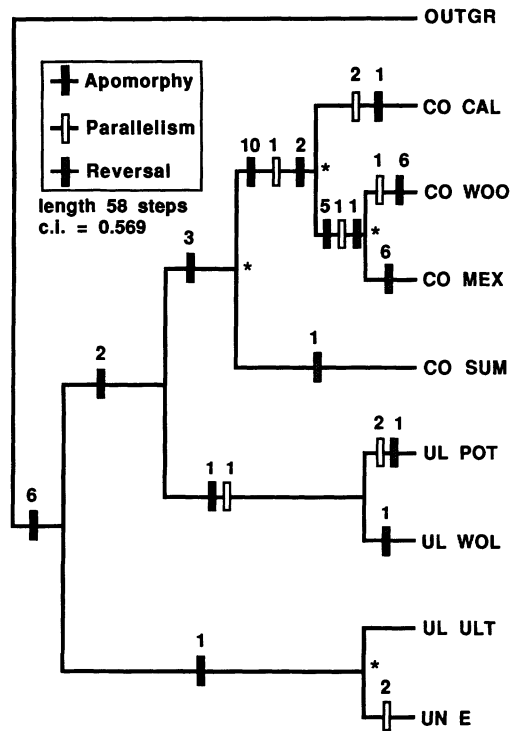 OUTGR
Apomorphy
Parallelism
Reversal
length 58 steps
c.i. = 0.569
2 1
CO CAL
10 1 2
*
1 6
CO WOO
5 1 1
*
3
*
6
CO MEX
1
CO SUM
2
2 1
UL POT
1 1
6
1
UL WOL
UL ULT
1
*
2
UN E